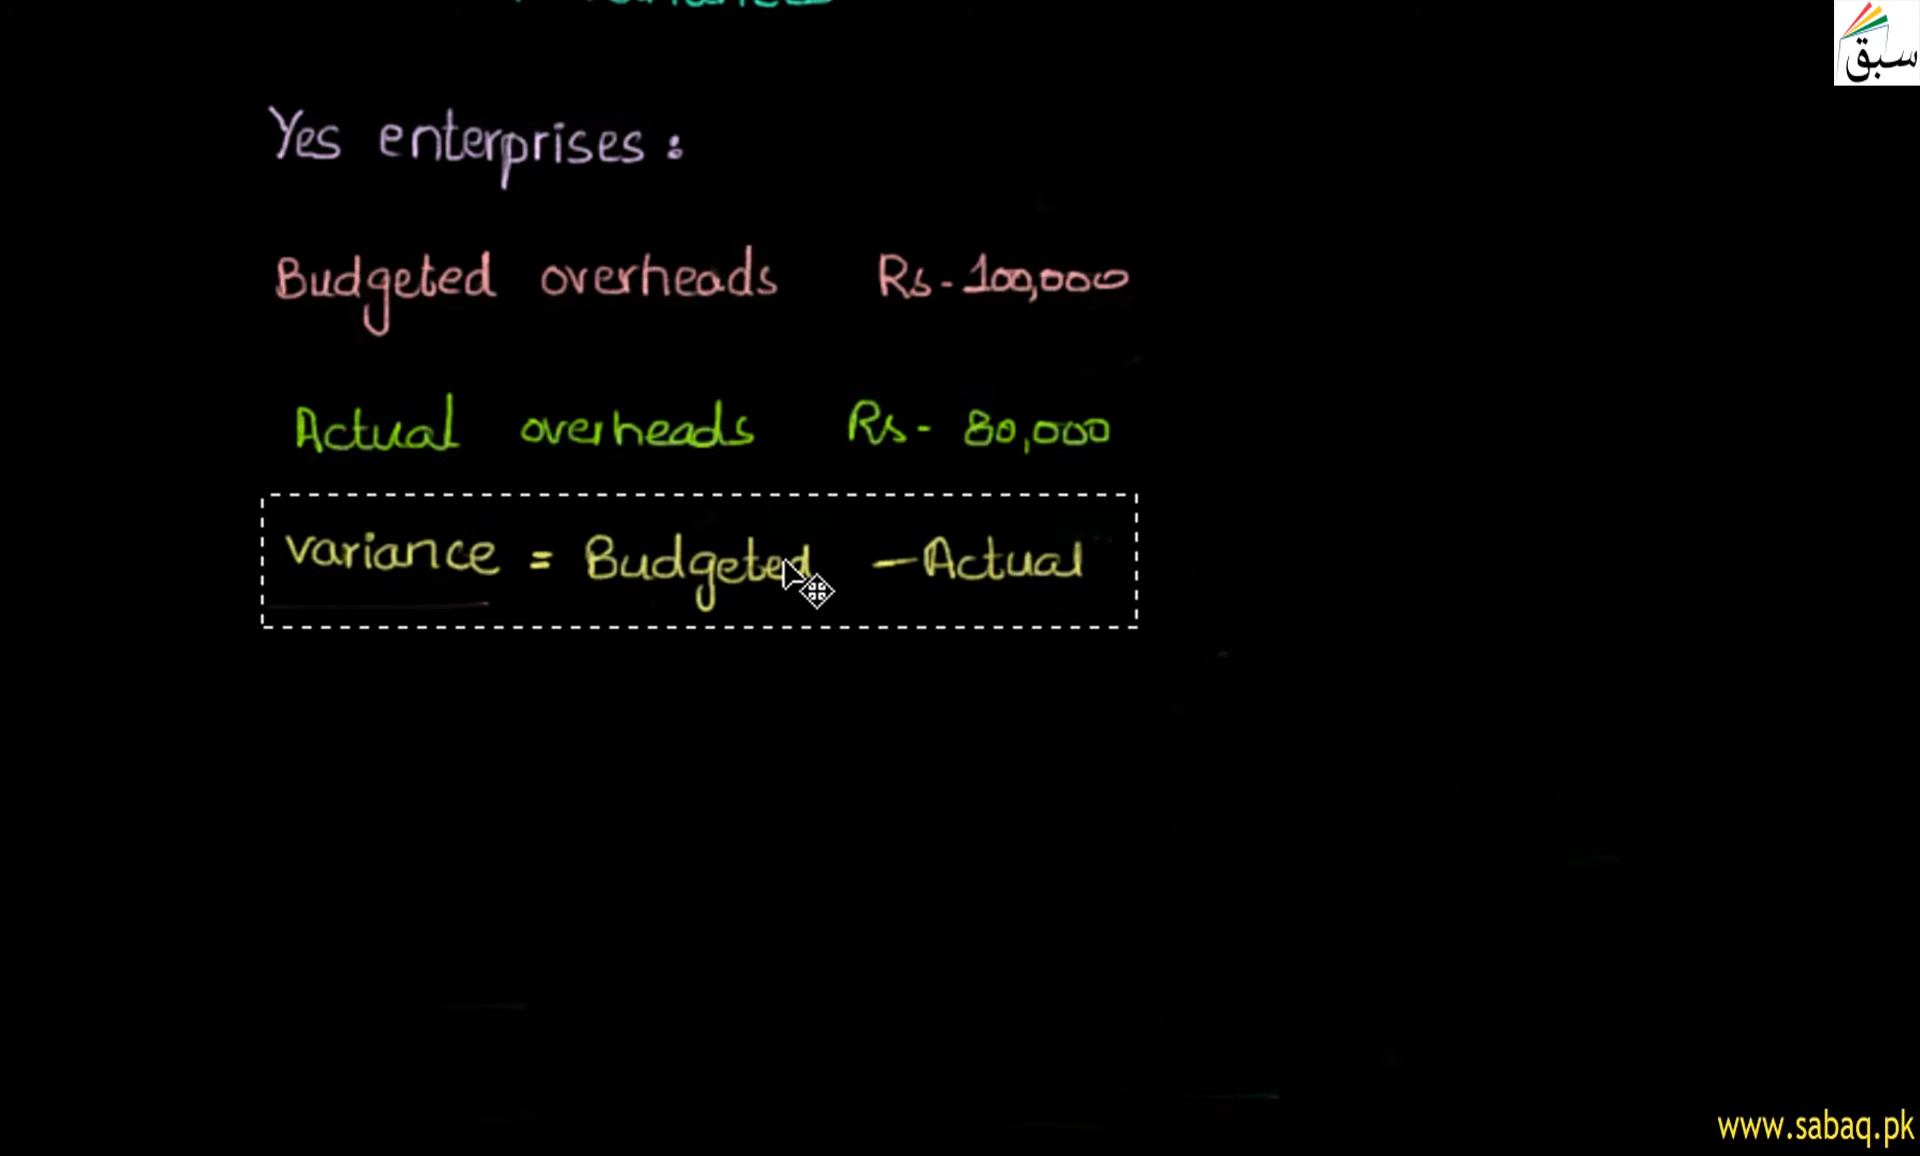 سبق
Yes enterprises :
Budgeted overheads Rs - 100,000
Actual overheads Rs - 80,000
variance = Budgeted - Actual
www.sabaq.pk